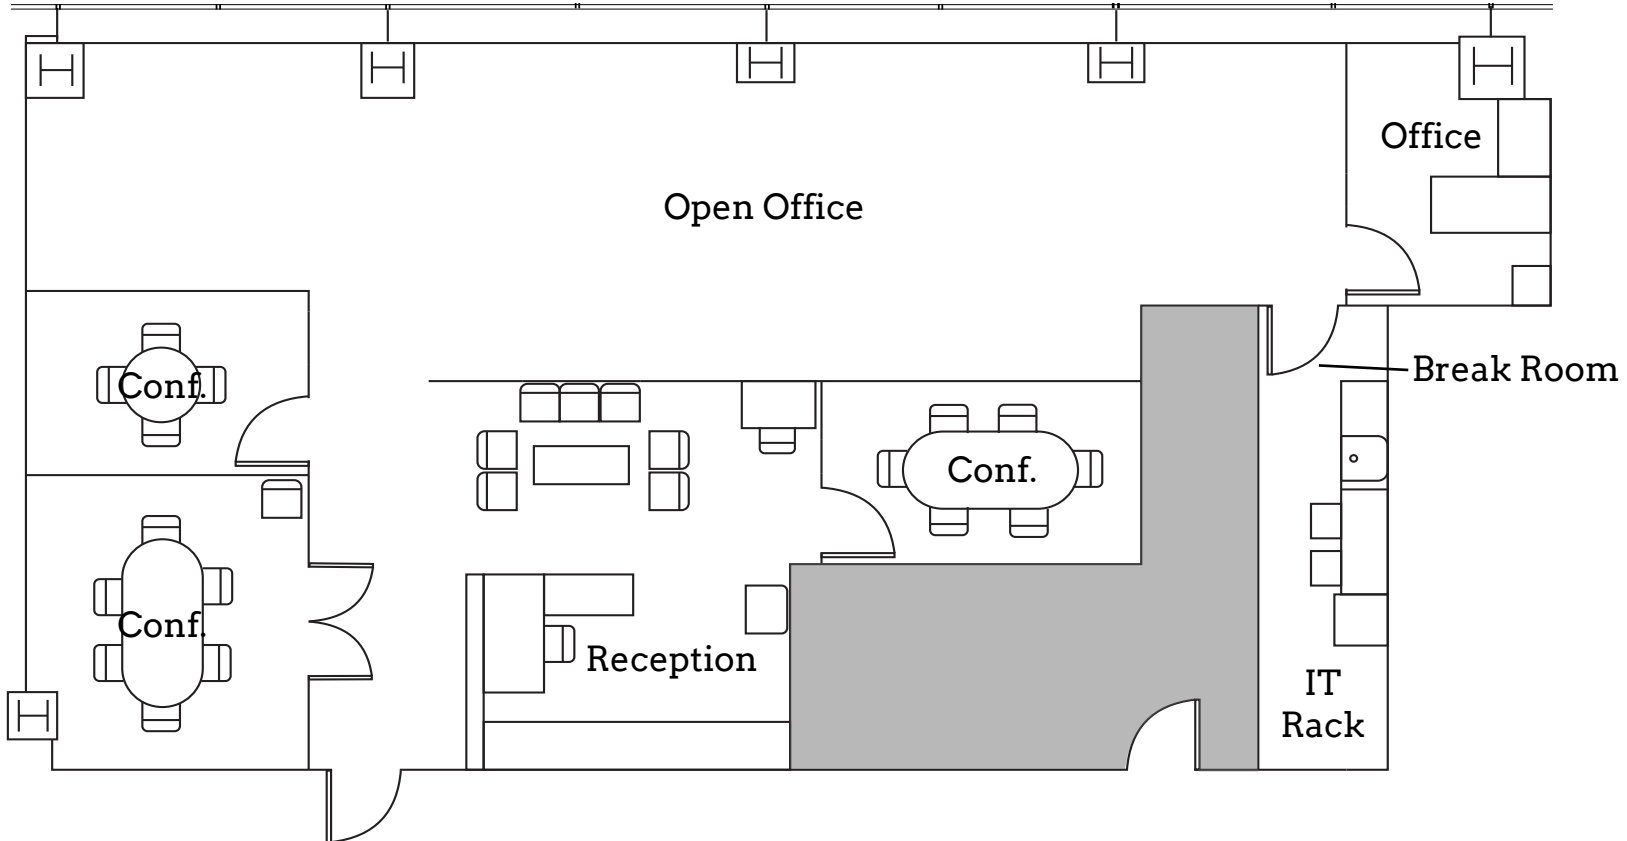 Office
Open Office
Conf.
Break Room
Conf.
Conf.
Reception
IT
Rack